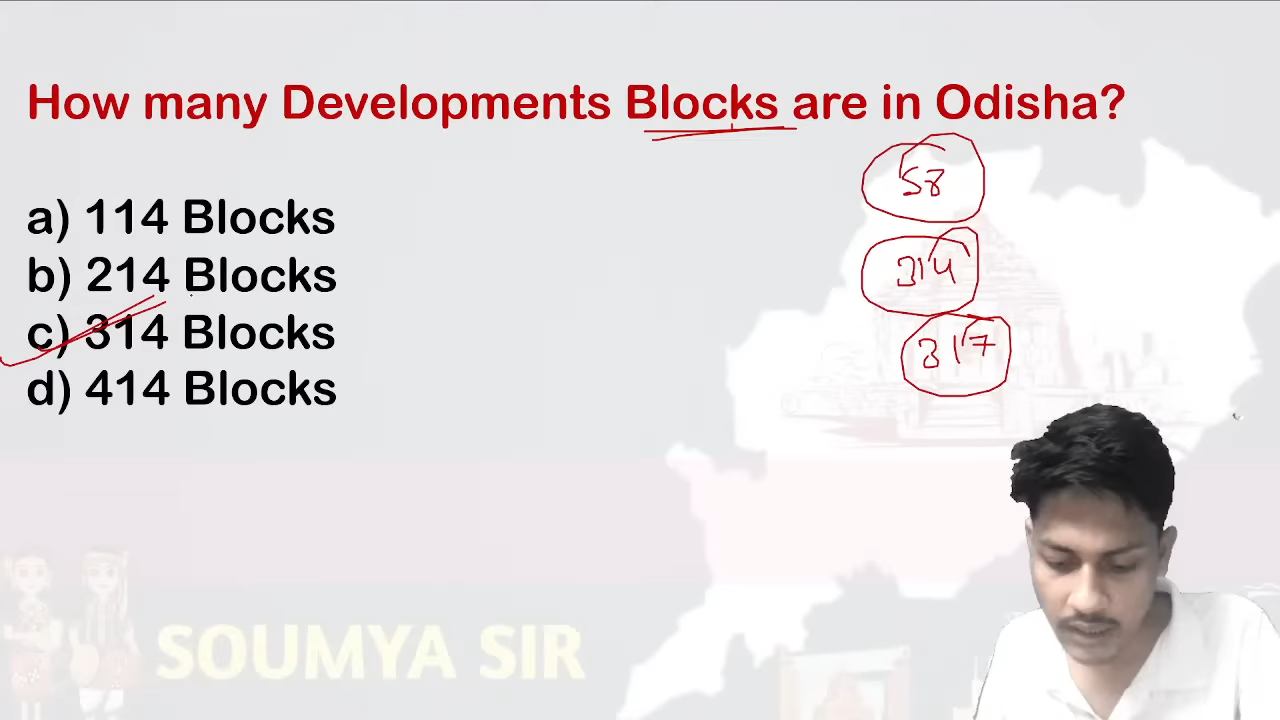 How many Developments Blocks are in Odisha?
a) 114 Blocks
b) 214 Blocks
c) 314 Blocks
d) 414 Blocks
58
314
317
SOUMYA SIR